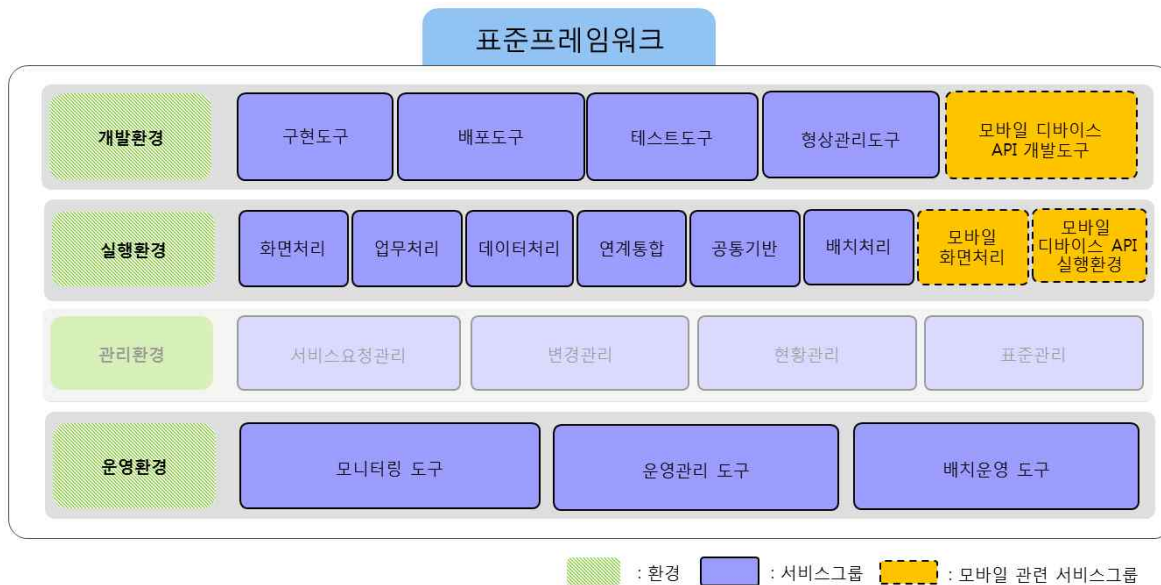 표준프레임워크
개발환경
구현도구
배포도구
테스트도구
형상관리도구
모바일 디바이스
API 개발도구
실행환경
화면처리
업무처리
데이터처리
연계통합
공통기반
배치처리
모바일
화면처리
모바일
디바이스 API
실행환경
관리환경
서비스요청관리
변경관리
현황관리
표준관리
운영환경
모니터링 도구
운영관리 도구
배치운영 도구
: 환경
: 서비스그룹
: 모바일 관련 서비스그룹